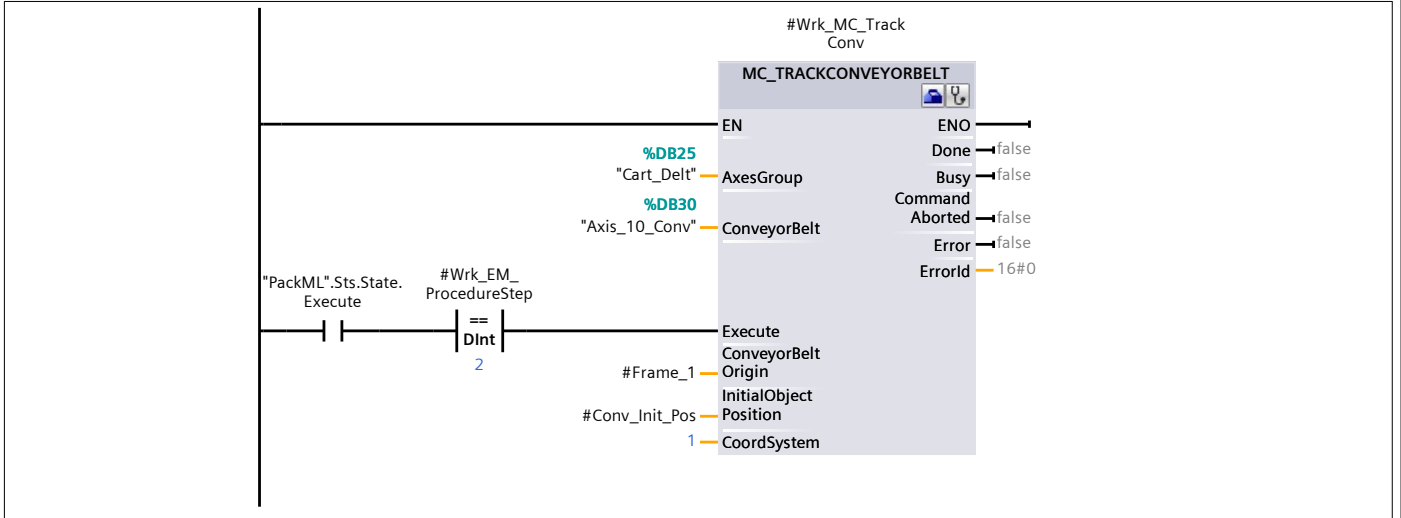 #Wrk_MC_Track
Conv
MC_TRACKCONVEYORBELT
EN
ENO
%DB25
"Cart_Delt"
AxesGroup
Done
false
Busy
false
%DB30
"Axis_10_Conv"
ConveyorBelt
Command
Aborted
false
Error
false
ErrorId
16#0
"PackML".Sts.State.
Execute
#Wrk_EM_
ProcedureStep
==
DInt
2
Execute
#Frame_1
ConveyorBelt
Origin
#Conv_Init_Pos
InitialObject
Position
1
CoordSystem